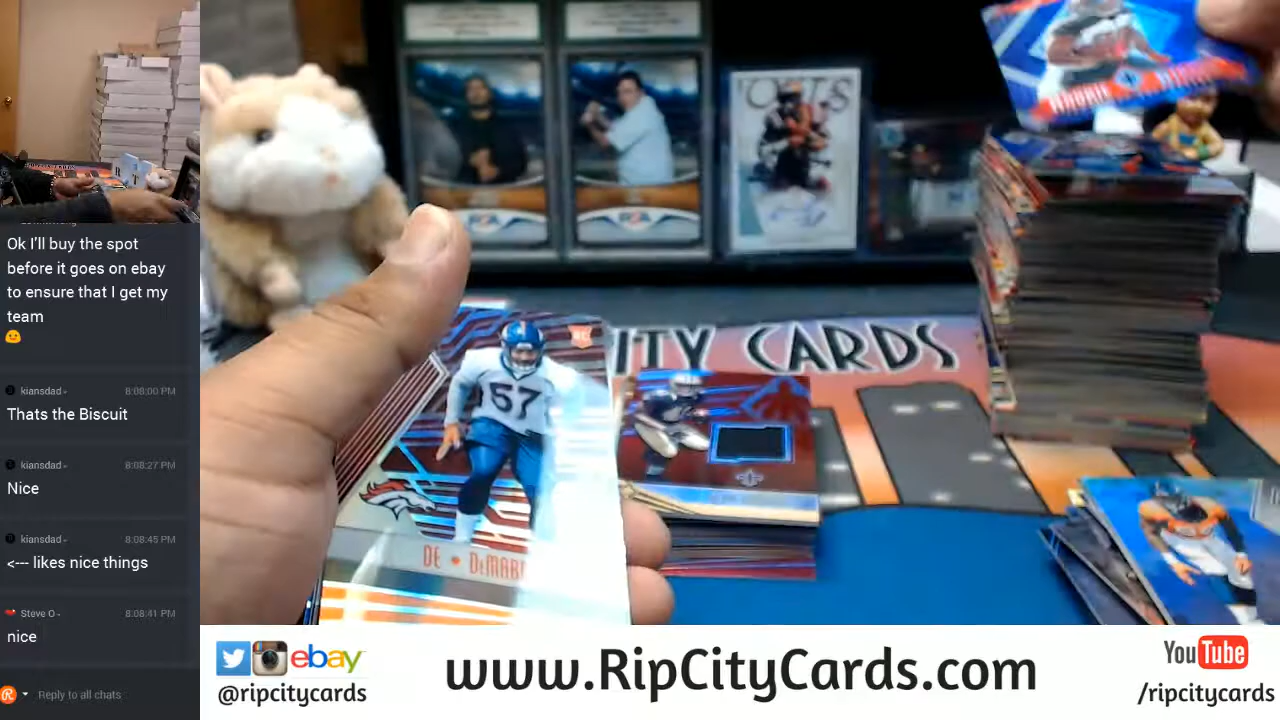 Ok I'll buy the spot
before it goes on ebay
to ensure that I get my
team
kiansdad 8:08:00 PM
Thats the Biscuit
kiansdad 8:08:27 PM
Nice
kiansdad 8:08:45 PM
<--- likes nice things
Steve O 8:08:41 PM
nice
Reply to all chats
ITY CARDS
RC
57
DE • DEMAR
ebay
@ripcitycards
www.RipCityCards.com
YouTube
/ripcitycards